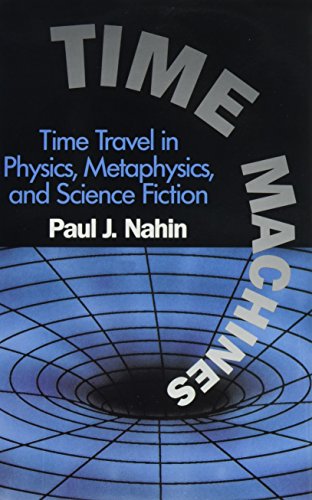 TIME
MACHINES
Time Travel in
Physics, Metaphysics,
and Science Fiction
Paul J. Nahin